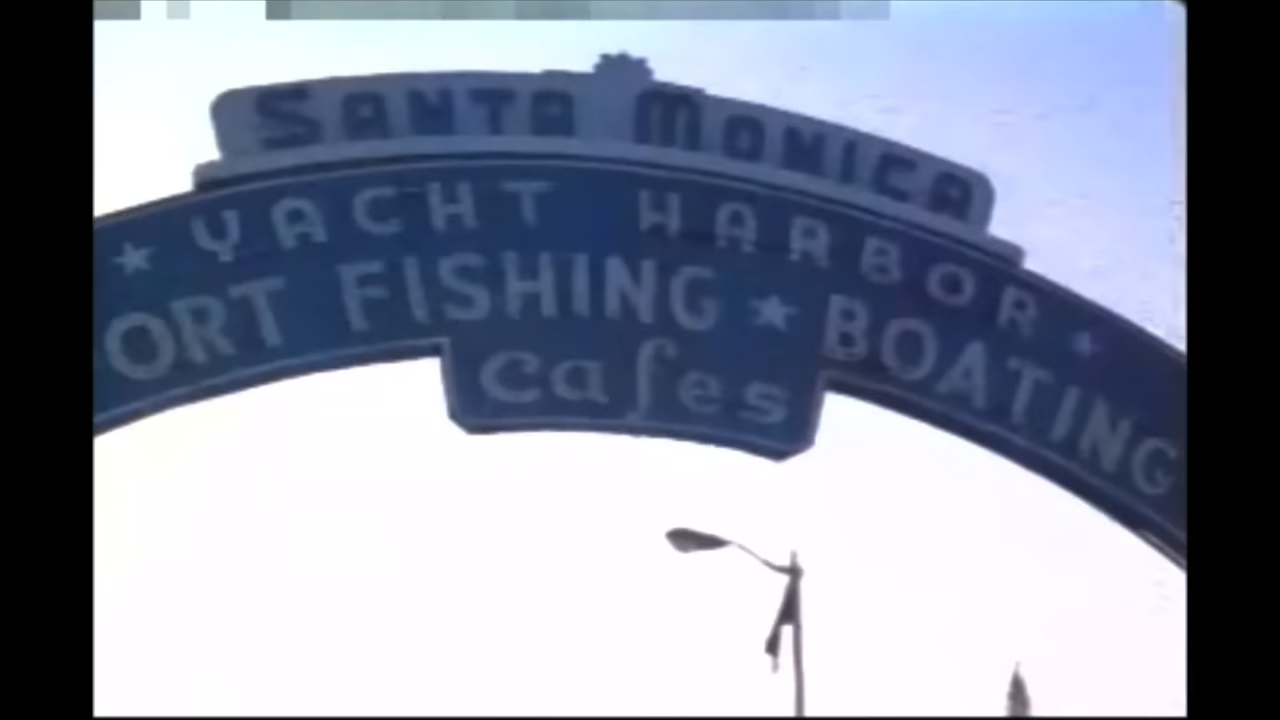 SANTA MONICA
★ YACHT HARBOR ★
ORT FISHING ★ BOATING
Cafes